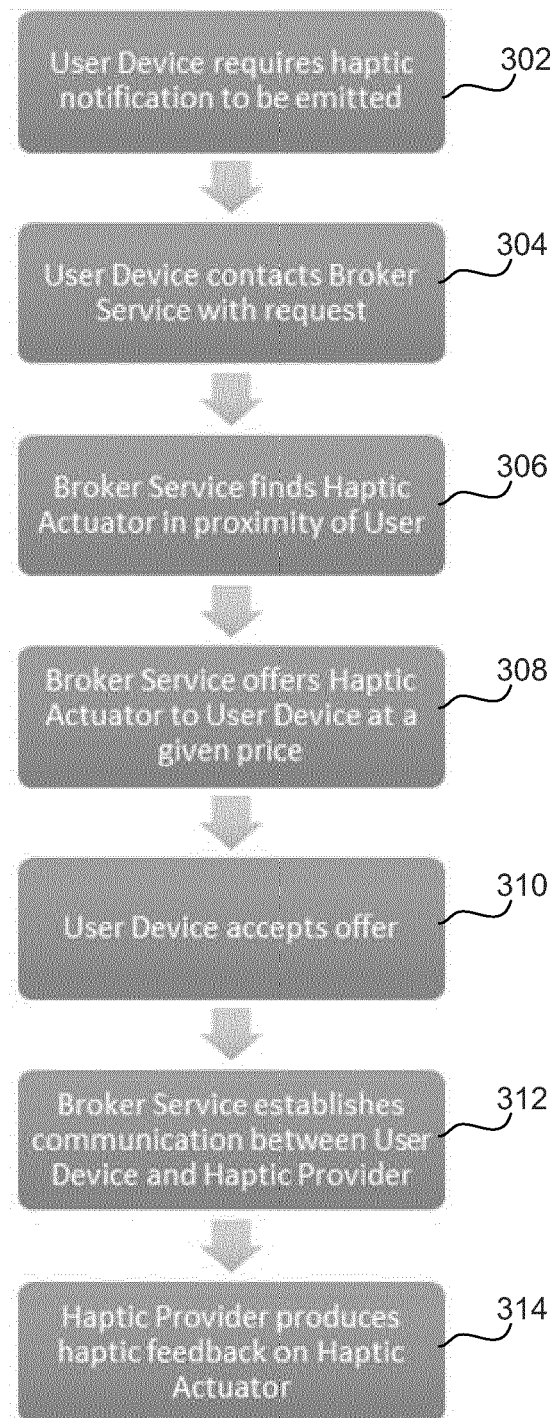 User Device requires haptic
notification to be emitted
302
User Device contacts Broker
Service with request
304
Broker Service finds Haptic
Actuator in proximity of User
306
Broker Service offers Haptic
Actuator to User Device at a
given price
308
User Device accepts offer
310
Broker Service establishes
communication between User
Device and Haptic Provider
312
Haptic Provider produces
haptic feedback on Haptic
Actuator
314